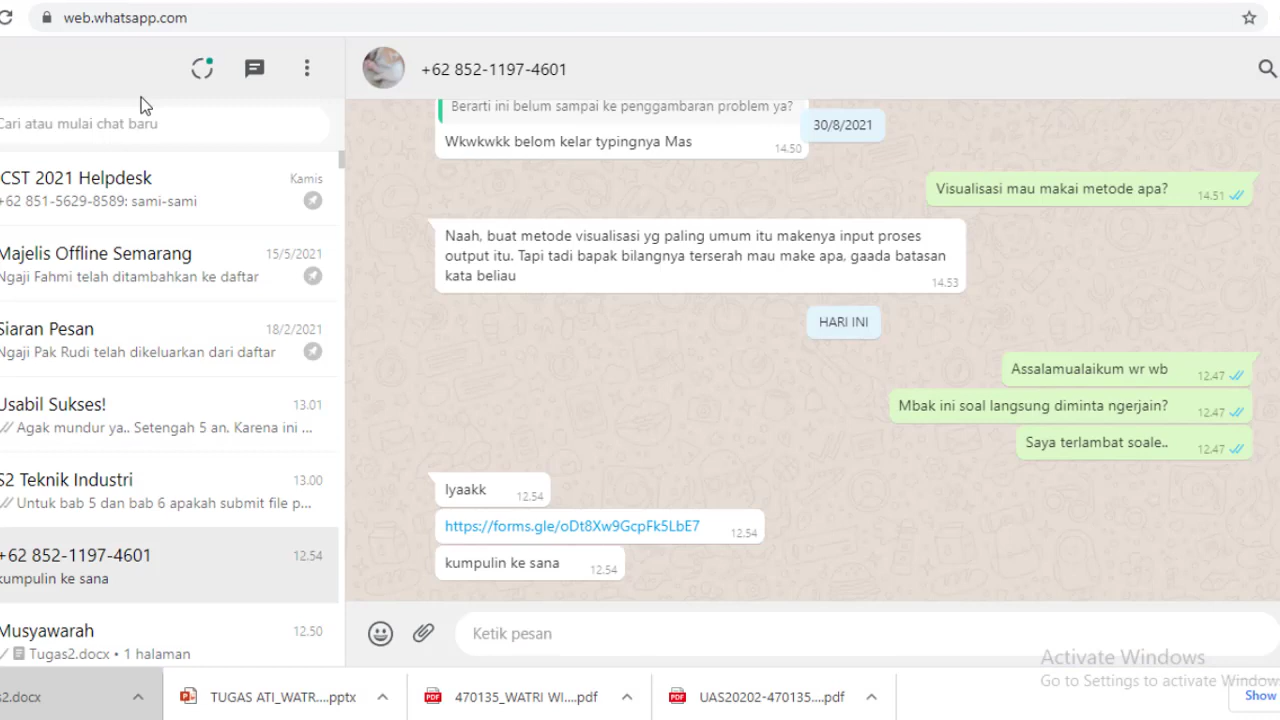 web.whatsapp.com
Cari atau mulai chat baru
CST 2021 Helpdesk
Kamis
+62 851-5629-8589: sami-sami
Majelis Offline Semarang
15/5/2021
Ngaji Fahmi telah ditambahkan ke daftar
Siaran Pesan
18/2/2021
Ngaji Pak Rudi telah dikeluarkan dari daftar
Usabil Sukses!
13.01
Agak mundur ya.. Setengah 5 an. Karena ini ...
S2 Teknik Industri
13.00
Untuk bab 5 dan bab 6 apakah submit file p...
+62 852-1197-4601
12.54
kumpulin ke sana
Musyawarah
12.50
Tugas2.docx • 1 halaman
+62 852-1197-4601
Berarti ini belum sampai ke penggambaran problem ya?
Wkwkwkk belom kelar typingnya Mas
14.50
30/8/2021
Visualisasi mau makai metode apa?
14.51
Naah, buat metode visualisasi yg paling umum itu makenya input proses
output itu. Tapi tadi bapak bilangnya terserah mau make apa, gaada batasan
kata beliau
14.53
HARI INI
Assalamualaikum wr wb
12.47
Mbak ini soal langsung diminta ngerjain?
12.47
Saya terlambat soale..
12.47
Iyaakk
12.54
https://forms.gle/oDt8Xw9GcpFk5LbE7
12.54
kumpulin ke sana
12.54
Ketik pesan
Activate Windows
Go to Settings to activate Windows
s2.docx
TUGAS ATI_WATR....pptx
470135_WATRI WI....pdf
UAS20202-470135....pdf
Show